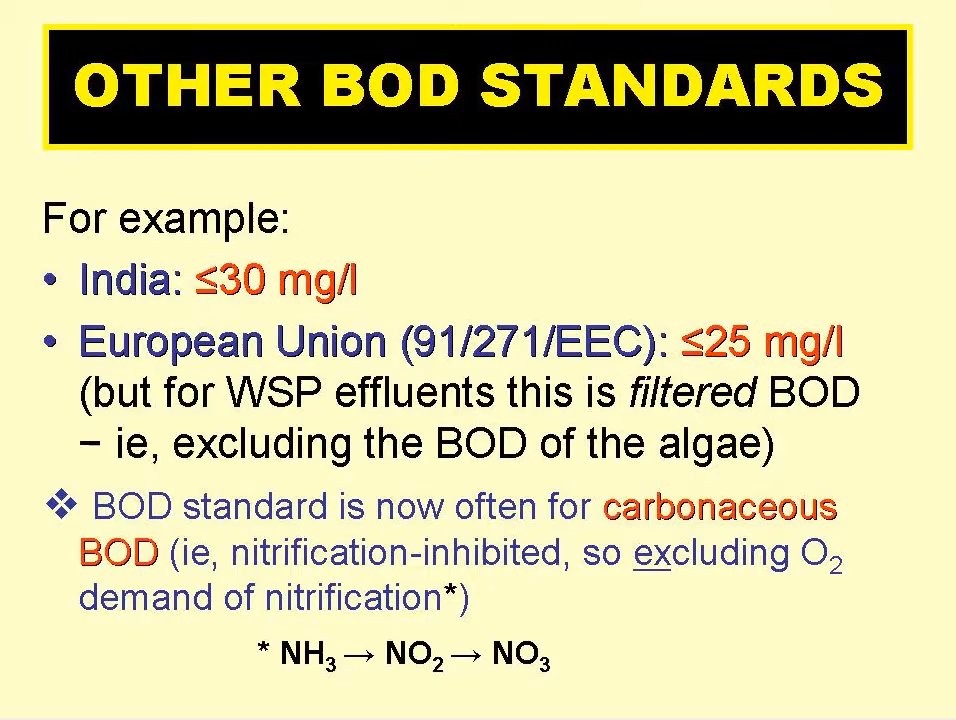 OTHER BOD STANDARDS
For example:
• India: ≤30 mg/l
• European Union (91/271/EEC): ≤25 mg/l
(but for WSP effluents this is filtered BOD
− ie, excluding the BOD of the algae)
❖ BOD standard is now often for carbonaceous
BOD (ie, nitrification-inhibited, so excluding O₂
demand of nitrification*)
* NH₃ → NO₂ → NO₃